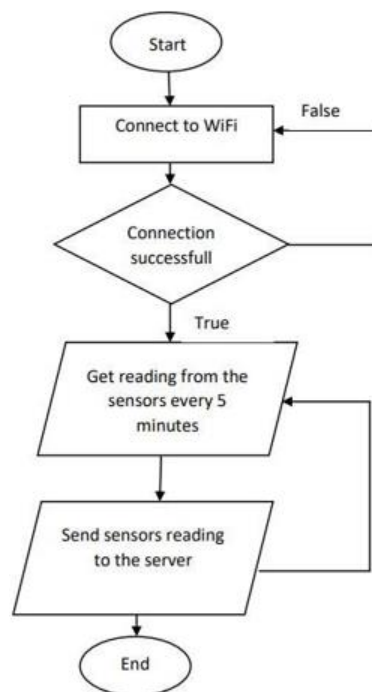 Start
Connect to WiFi
False
Connection
successfull
True
Get reading from the
sensors every 5
minutes
Send sensors reading
to the server
End